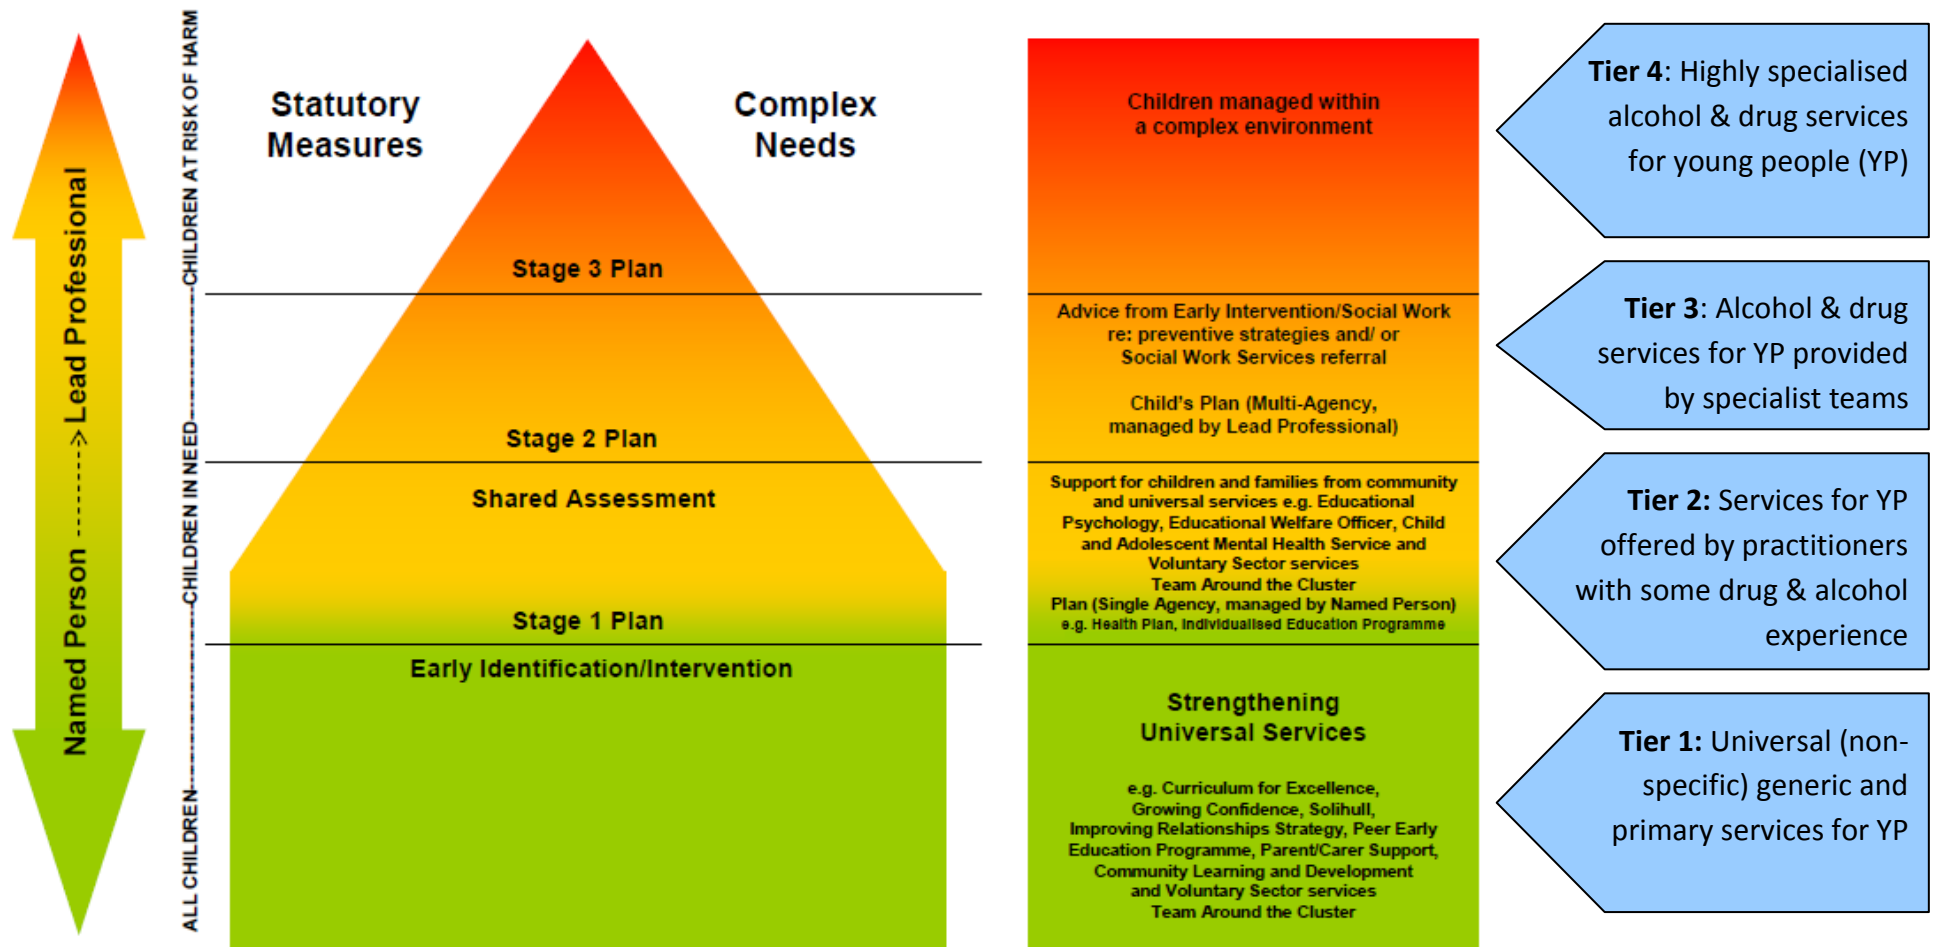 Named Person -------->Lead Professional
ALL CHILDREN------------------CHILDREN IN NEED------------------CHILDREN AT RISK OF HARM
Statutory
Measures
Complex
Needs
Stage 3 Plan
Stage 2 Plan
Shared Assessment
Stage 1 Plan
Early Identification/Intervention
Children managed within
a complex environment
Advice from Early Intervention/Social Work
re: preventive strategies and/ or
Social Work Services referral
Child's Plan (Multi-Agency,
managed by Lead Professional)
Support for children and families from community
and universal services e.g. Educational
Psychology, Educational Welfare Officer, Child
and Adolescent Mental Health Service and
Voluntary Sector services
Team Around the Cluster
Plan (Single Agency, managed by Named Person)
e.g. Health Plan, Individualised Education Programme
Strengthening
Universal Services
e.g. Curriculum for Excellence,
Growing Confidence, Solihull,
Improving Relationships Strategy, Peer Early
Education Programme, Parent/Carer Support,
Community Learning and Development
and Voluntary Sector services
Team Around the Cluster
Tier 4: Highly specialised
alcohol & drug services
for young people (YP)
Tier 3: Alcohol & drug
services for YP provided
by specialist teams
Tier 2: Services for YP
offered by practitioners
with some drug & alcohol
experience
Tier 1: Universal (non-
specific) generic and
primary services for YP